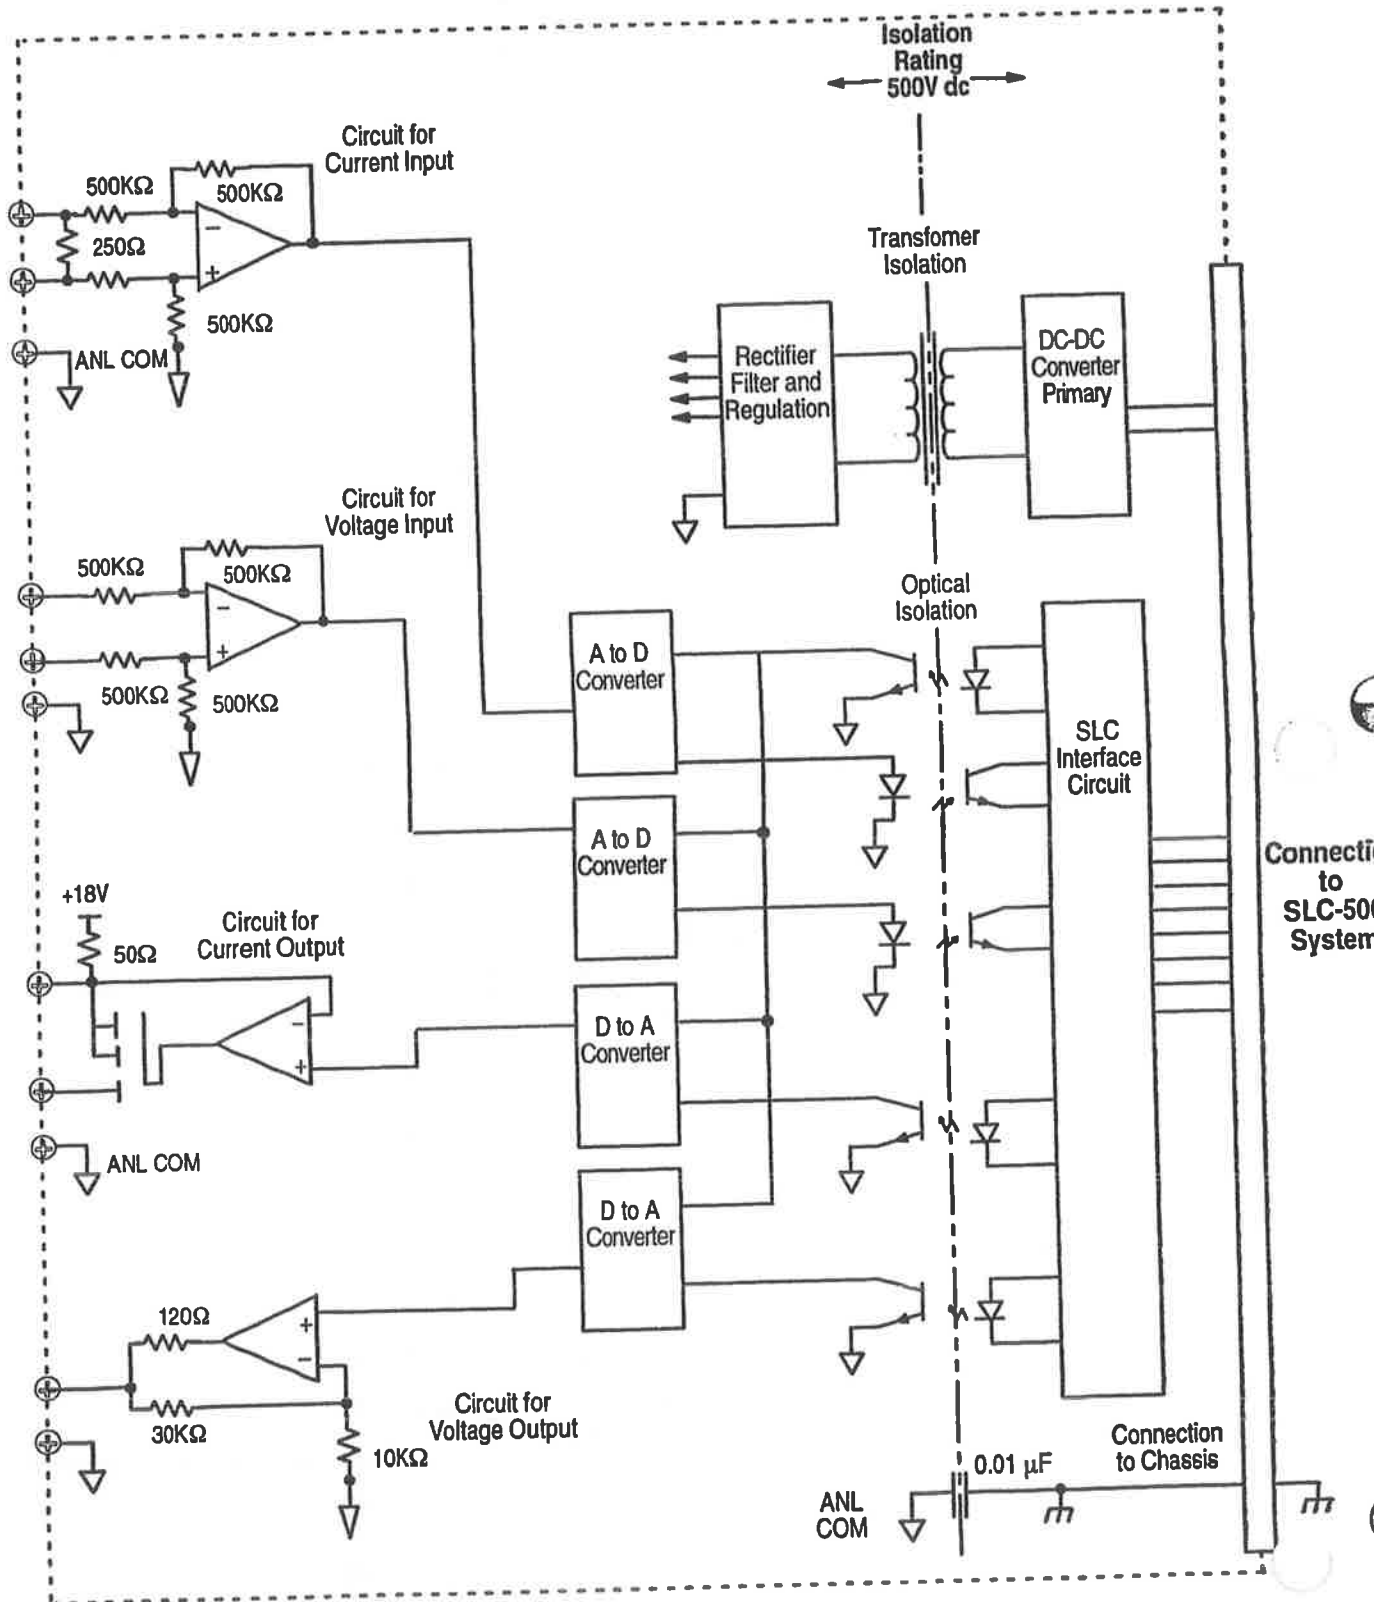 Isolation
Rating
500V dc
Circuit for
Current Input
500KΩ
500KΩ
250Ω
500KΩ
ANL COM
Transfomer
Isolation
Rectifier
Filter and
Regulation
DC-DC
Converter
Primary
Circuit for
Voltage Input
500KΩ
500KΩ
500KΩ
500KΩ
Optical
Isolation
A to D
Converter
SLC
Interface
Circuit
A to D
Converter
+18V
50Ω
Circuit for
Current Output
Connecti
to
SLC-50
System
D to A
Converter
ANL COM
D to A
Converter
120Ω
30KΩ
10KΩ
Circuit for
Voltage Output
ANL
COM
0.01 µF
Connection
to Chassis